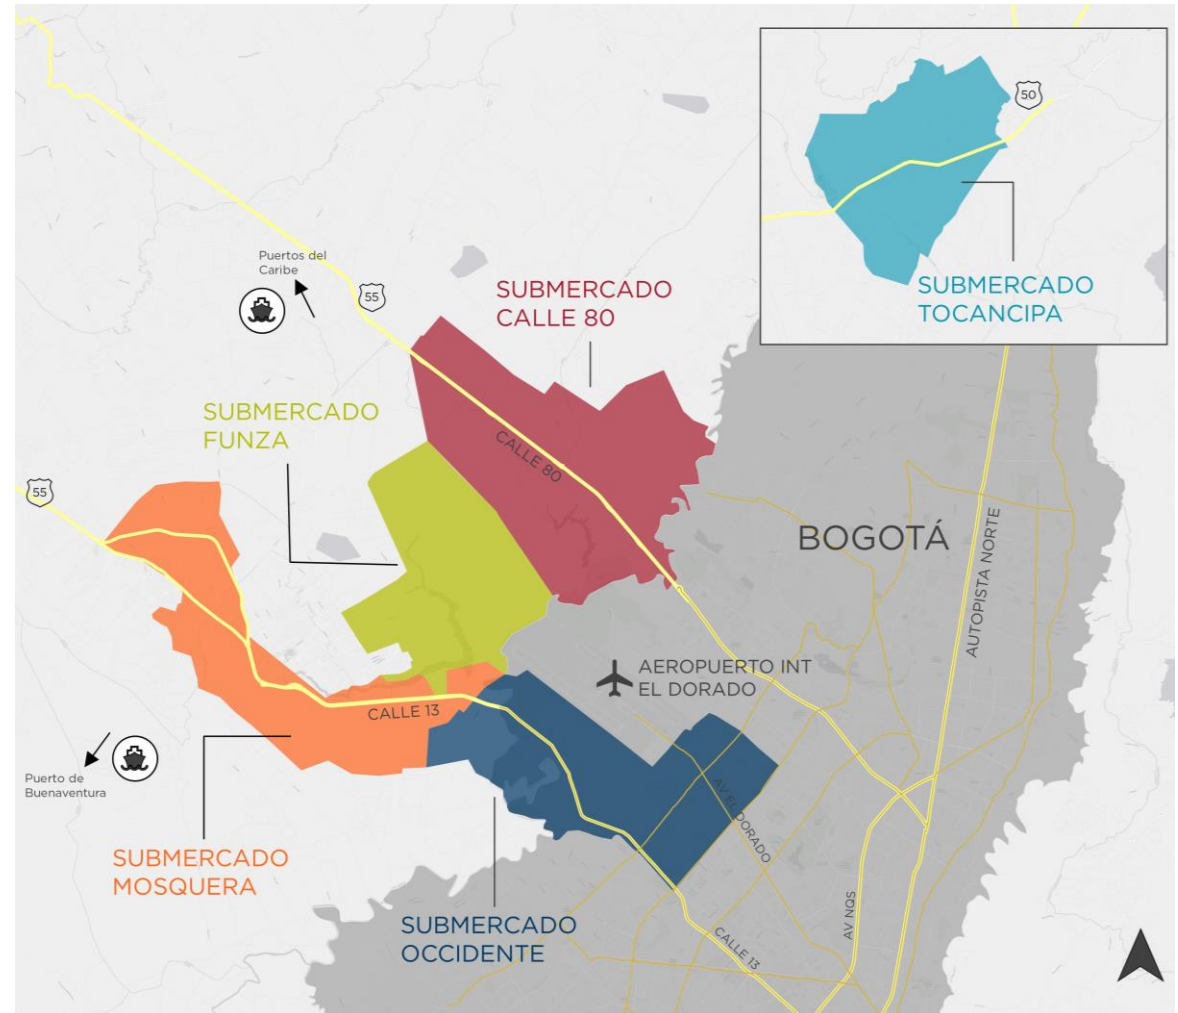 50
SUBMERCADO
TOCANCIPA
Puertos del
Caribe
55
SUBMERCADO
CALLE 80
SUBMERCADO
FUNZA
CALLE 80
55
BOGOTÁ
AUTOPISTA NORTE
AEROPUERTO INT
EL DORADO
CALLE 13
Puerto de
Buenaventura
AV EL DORADO
SUBMERCADO
MOSQUERA
SUBMERCADO
OCCIDENTE
AV NQS
CALLE 13